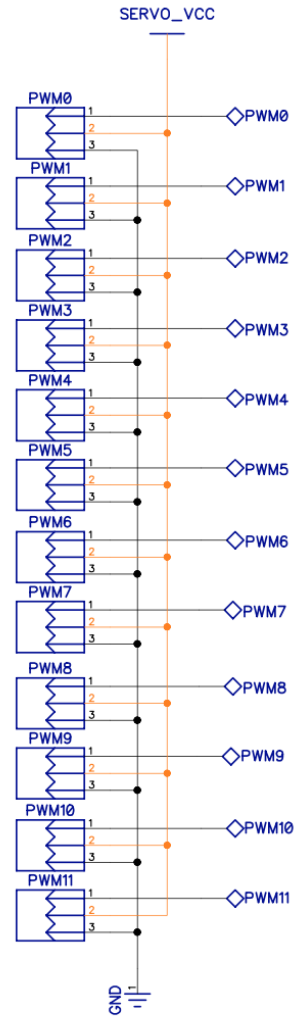 SERVO_VCC
PWM0
1 PWM0
2
3
PWM1
1 PWM1
2
3
PWM2
1 PWM2
2
3
PWM3
1 PWM3
2
3
PWM4
1 PWM4
2
3
PWM5
1 PWM5
2
3
PWM6
1 PWM6
2
3
PWM7
1 PWM7
2
3
PWM8
1 PWM8
2
3
PWM9
1 PWM9
2
3
PWM10
1 PWM10
2
3
PWM11
1 PWM11
2
3
GND 1